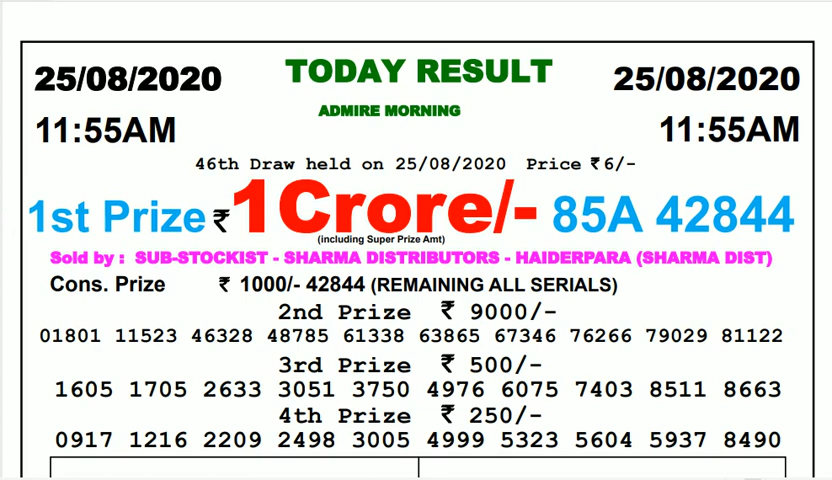 25/08/2020 TODAY RESULT 25/08/2020
ADMIRE MORNING
11:55AM 11:55AM
46th Draw held on 25/08/2020 Price ₹6/-
1st Prize ₹1Crore/- 85A 42844
(including Super Prize Amt)
Sold by : SUB-STOCKIST - SHARMA DISTRIBUTORS - HAIDERPARA (SHARMA DIST)
Cons. Prize ₹ 1000/- 42844 (REMAINING ALL SERIALS)
2nd Prize ₹ 9000/-
01801 11523 46328 48785 61338 63865 67346 76266 79029 81122
3rd Prize ₹ 500/-
1605 1705 2633 3051 3750 4976 6075 7403 8511 8663
4th Prize ₹ 250/-
0917 1216 2209 2498 3005 4999 5323 5604 5937 8490